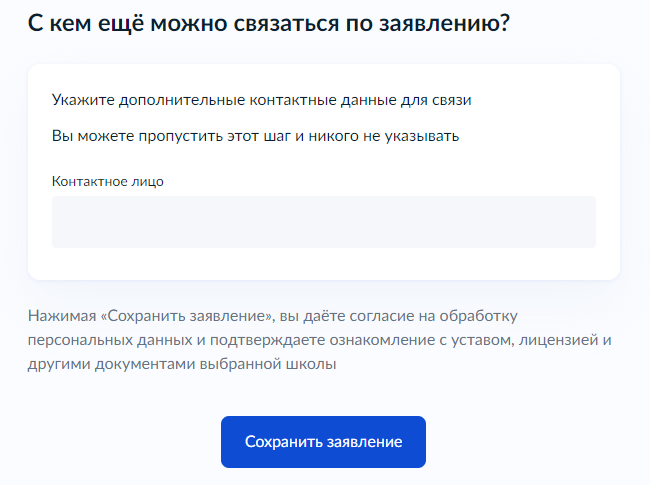 С кем ещё можно связаться по заявлению?
Укажите дополнительные контактные данные для связи
Вы можете пропустить этот шаг и никого не указывать
Контактное лицо
Нажимая «Сохранить заявление», вы даёте согласие на обработку
персональных данных и подтверждаете ознакомление с уставом, лицензией и
другими документами выбранной школы
Сохранить заявление